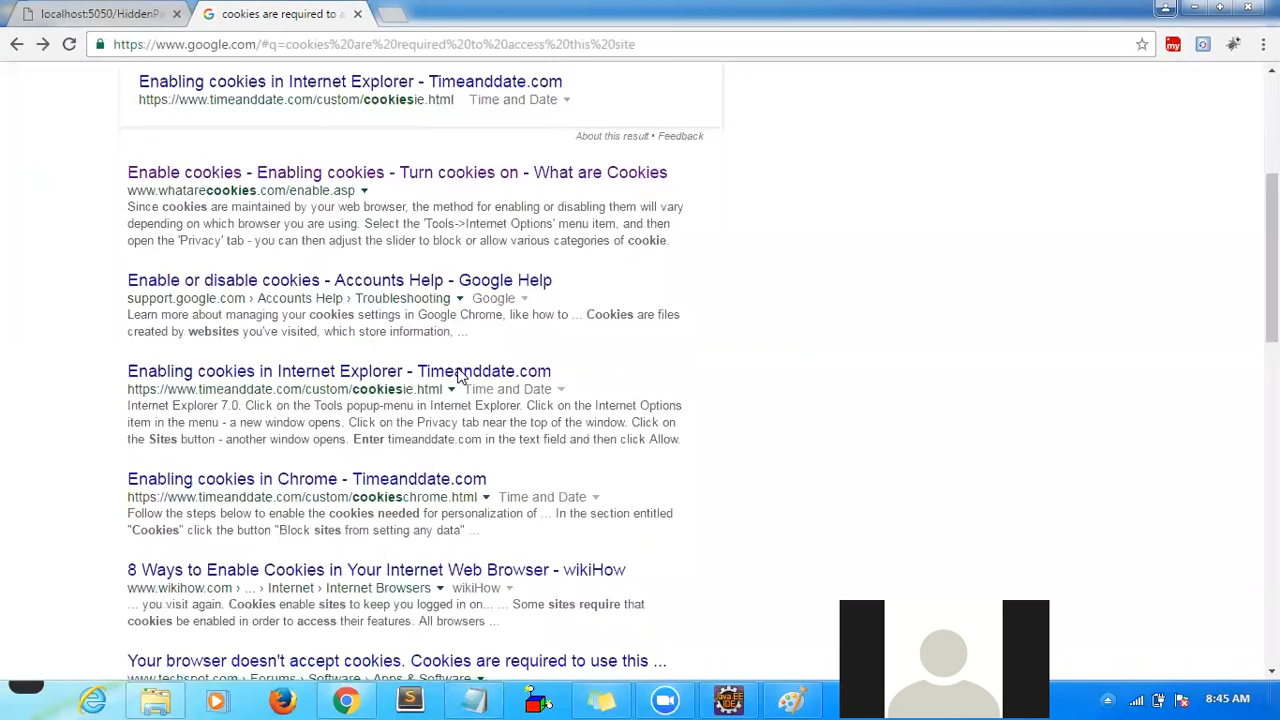 localhost:5050/HiddenPa
cookies are required to a
https://www.google.com/#q=cookies%20are%20required%20to%20access%20this%20site
my
Enabling cookies in Internet Explorer - Timeanddate.com
https://www.timeanddate.com/custom/cookiesie.html Time and Date
About this result • Feedback
Enable cookies - Enabling cookies - Turn cookies on - What are Cookies
www.whatarecookies.com/enable.asp
Since cookies are maintained by your web browser, the method for enabling or disabling them will vary
depending on which browser you are using. Select the 'Tools->Internet Options' menu item, and then
open the 'Privacy' tab - you can then adjust the slider to block or allow various categories of cookie.
Enable or disable cookies - Accounts Help - Google Help
support.google.com › Accounts Help › Troubleshooting Google
Learn more about managing your cookies settings in Google Chrome, like how to ... Cookies are files
created by websites you've visited, which store information, ...
Enabling cookies in Internet Explorer - Timeanddate.com
https://www.timeanddate.com/custom/cookiesie.html Time and Date
Internet Explorer 7.0. Click on the Tools popup-menu in Internet Explorer. Click on the Internet Options
item in the menu - a new window opens. Click on the Privacy tab near the top of the window. Click on
the Sites button - another window opens. Enter timeanddate.com in the text field and then click Allow.
Enabling cookies in Chrome - Timeanddate.com
https://www.timeanddate.com/custom/cookieschrome.html Time and Date
Follow the steps below to enable the cookies needed for personalization of ... In the section entitled
"Cookies" click the button "Block sites from setting any data" ...
8 Ways to Enable Cookies in Your Internet Web Browser - wikiHow
www.wikihow.com › ... › Internet › Internet Browsers wikiHow
... you visit again. Cookies enable sites to keep you logged in on... ... Some sites require that
cookies be enabled in order to access their features. All browsers ...
Your browser doesn't accept cookies. Cookies are required to use this ...
www.techspot.com › Forums › Software › Apps & Software
Java EE
IDE
8:45 AM